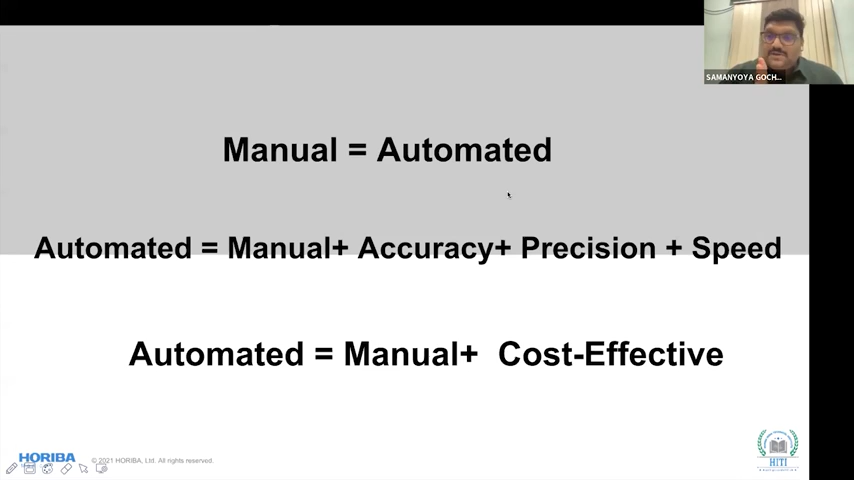 SAMANYOYA GOCH...
Manual = Automated
Automated = Manual+ Accuracy+ Precision + Speed
Automated = Manual+ Cost-Effective
HORIBA
© 2021 HORIBA, Ltd. All rights reserved.
HITI